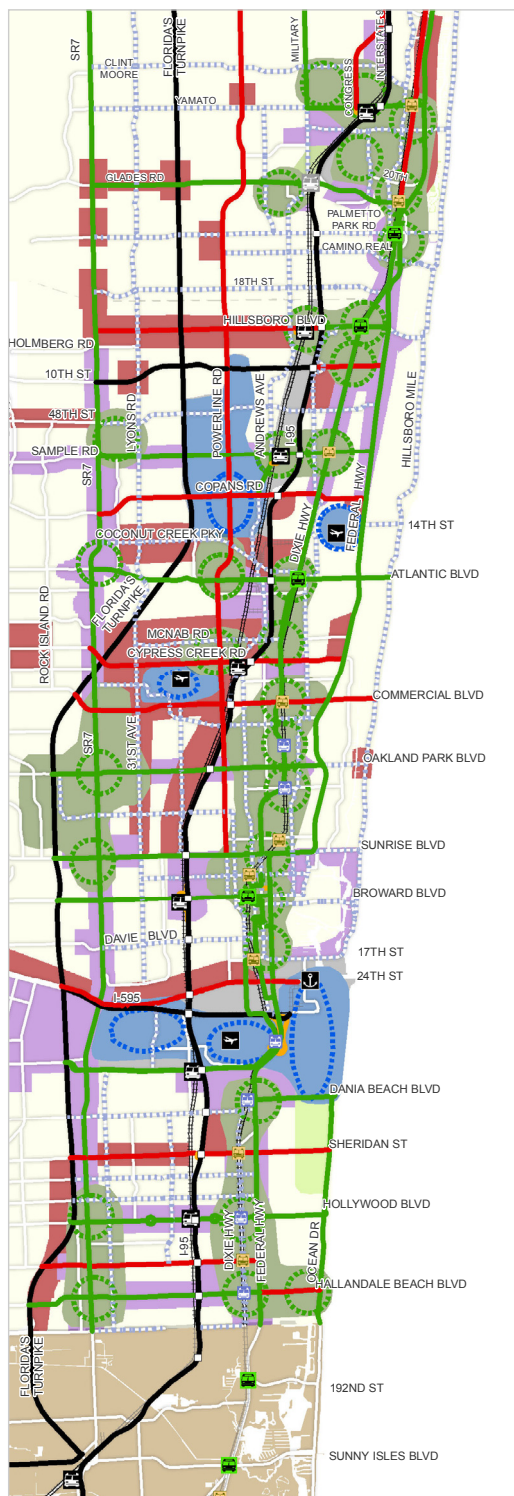 SR7
FLORIDA'S
TURNPIKE
MILITARY
CONGRESS
INTERSTATE 9
CLINT
MOORE
YAMATO
GLADES RD
20TH
PALMETTO
PARK RD
CAMINO REAL
18TH ST
HILLSBORO BLVD
HOLMBERG RD
10TH ST
POWERLINE RD
ANDREWS AVE
I-95
HILLSBORO MILE
LYONS RD
48TH ST
SAMPLE RD
SR7
COPANS RD
DIXIE HWY
FEDERAL HWY
14TH ST
COCONUT CREEK PKY
ATLANTIC BLVD
FLORIDA'S
TURNPIKE
ROCK ISLAND RD
MCNAB RD
CYPRESS CREEK RD
COMMERCIAL BLVD
SR7
31ST AVE
OAKLAND PARK BLVD
SUNRISE BLVD
BROWARD BLVD
DAVIE BLVD
17TH ST
24TH ST
I-595
DANIA BEACH BLVD
SHERIDAN ST
HOLLYWOOD BLVD
I-95
DIXIE HWY
FEDERAL HWY
OCEAN DR
HALLANDALE BEACH BLVD
FLORIDA'S
TURNPIKE
192ND ST
SUNNY ISLES BLVD